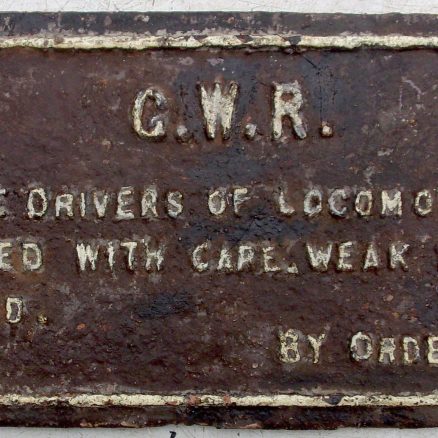 G.W.R.
E DRIVERS OF LOCOMO
ED WITH CARE. WEAK
D.
BY ORDE